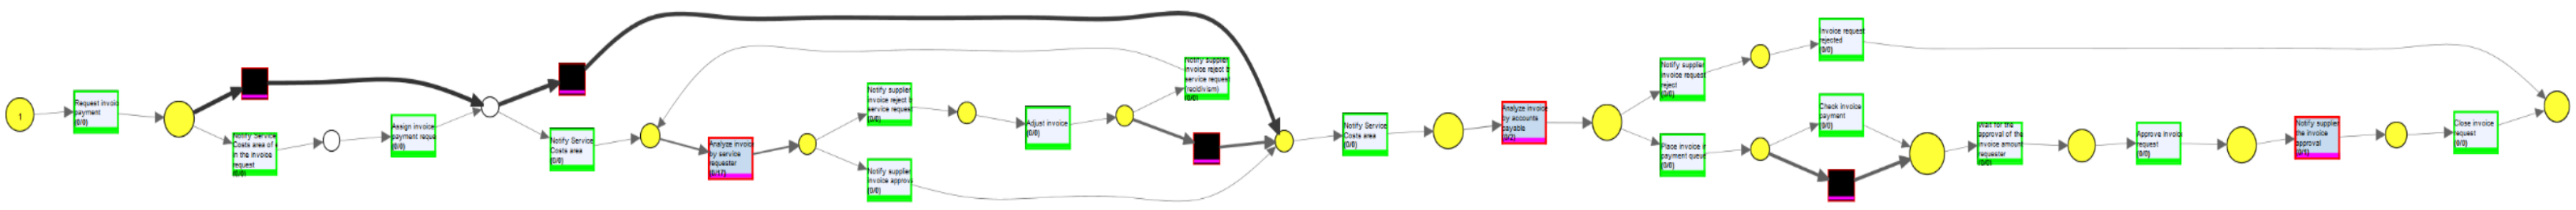 1
Request invoic
payment
(0/0)
Notify Service
Costs area of
in the invoice
request
(0/0)
Assign invoice
payment reque
(0/0)
Notify Service
Costs area
(0/0)
Analyze invoic
by service
requester
(0/17)
Notify supplier
invoice reject b
service reques
(0/0)
Notify supplier
invoice approv
(0/0)
Adjust invoice
(0/0)
Notify supplier
invoice reject b
service request
(recidivism)
(0/0)
Notify Service
Costs area
(0/0)
Analyze invoic
by accounts
payable
(0/2)
Notify supplier
invoice request
reject
(0/0)
Place invoice i
payment queue
(0/0)
Invoice request
rejected
(0/0)
Check invoice
payment
(0/0)
Wait for the
approval of the
invoice amount
requester
(0/0)
Approve invoic
request
(0/0)
Notify supplier
the invoice
approval
(0/1)
Close invoice
request
(0/0)